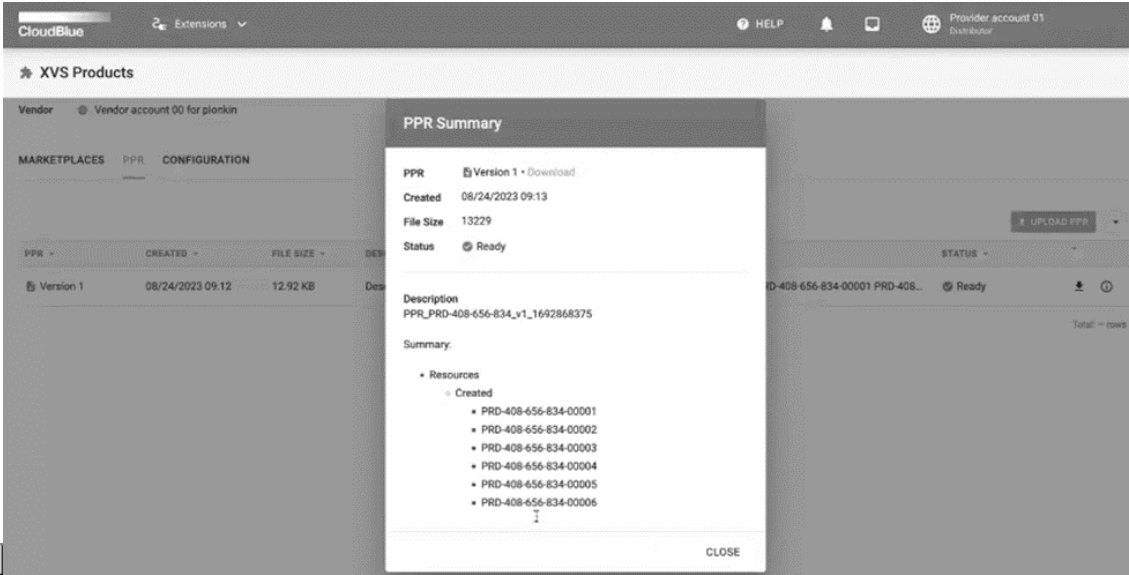 CloudBlue
Extensions
HELP
Provider account 01
Distributor
XVS Products
Vendor Vendor account 00 for plonkin
MARKETPLACES PPR CONFIGURATION
UPLOAD PPR
PPR CREATED FILE SIZE STATUS
Version 1 08/24/2023 09:12 12.92 KB D-408-656-834-00001 PRD-408... Ready
Total: — rows
PPR Summary
PPR Version 1 • Download
Created 08/24/2023 09:13
File Size 13229
Status Ready
Description
PPR_PRD-408-656-834_v1_1692868375
Summary:
• Resources
Created
PRD-408-656-834-00001
PRD-408-656-834-00002
PRD-408-656-834-00003
PRD-408-656-834-00004
PRD-408-656-834-00005
PRD-408-656-834-00006
CLOSE